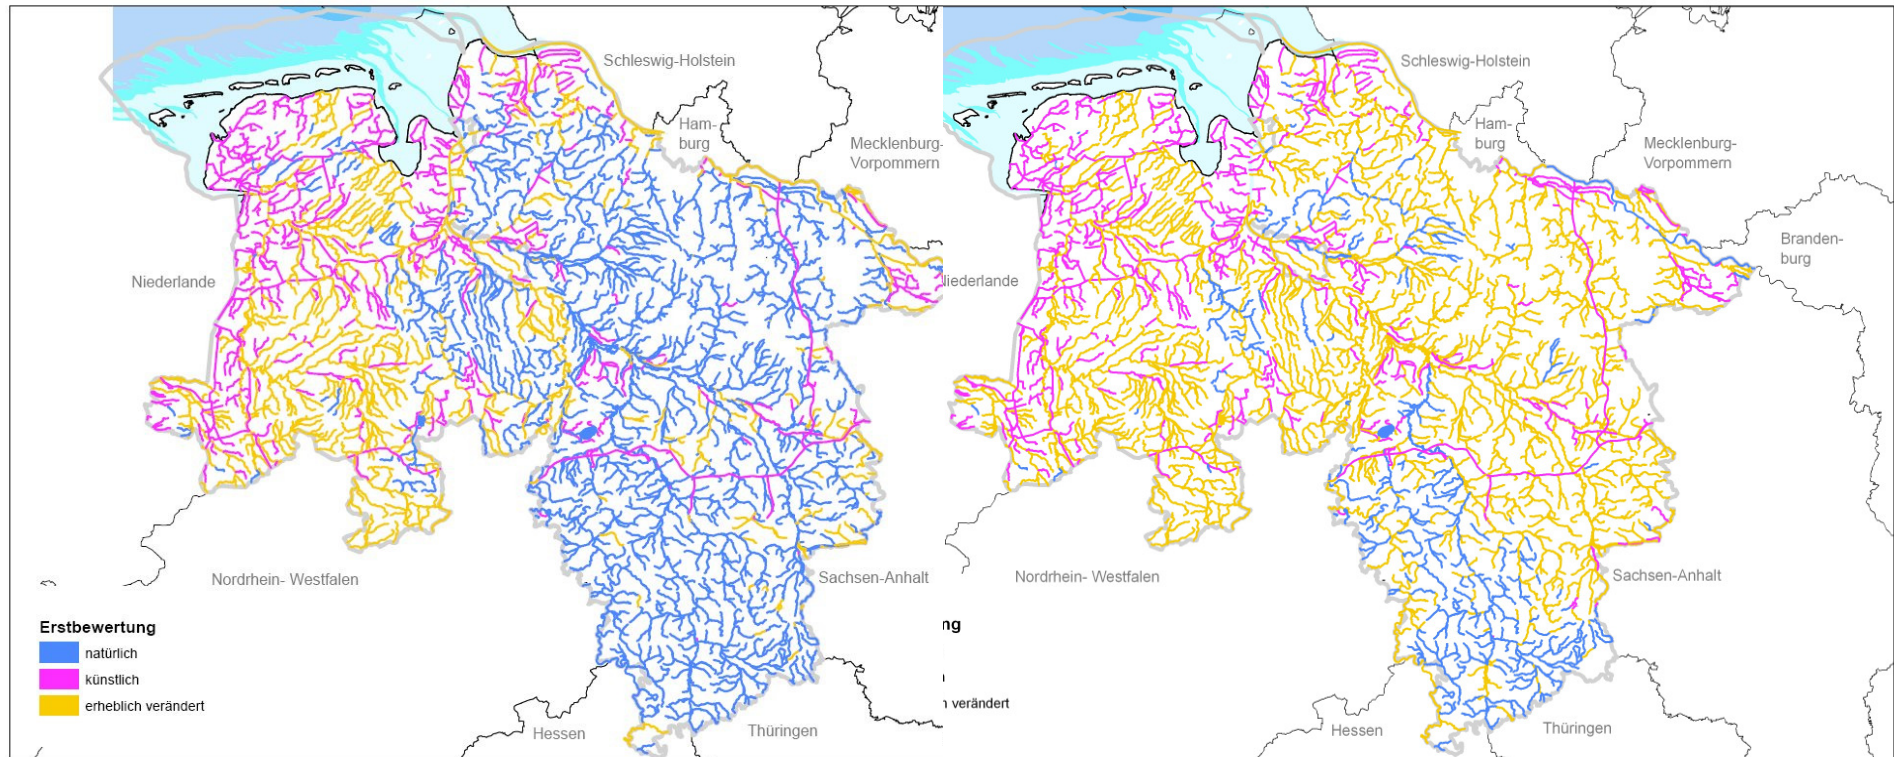 Schleswig-Holstein
Ham-
burg
Mecklenburg-
Vorpommern
Niederlande
Nordrhein- Westfalen
Sachsen-Anhalt
Erstbewertung
natürlich
künstlich
erheblich verändert
Hessen
Thüringen
Schleswig-Holstein
Ham-
burg
Mecklenburg-
Vorpommern
Branden-
burg
liederlande
Nordrhein- Westfalen
Sachsen-Anhalt
ng
verändert
Hessen
Thüringen